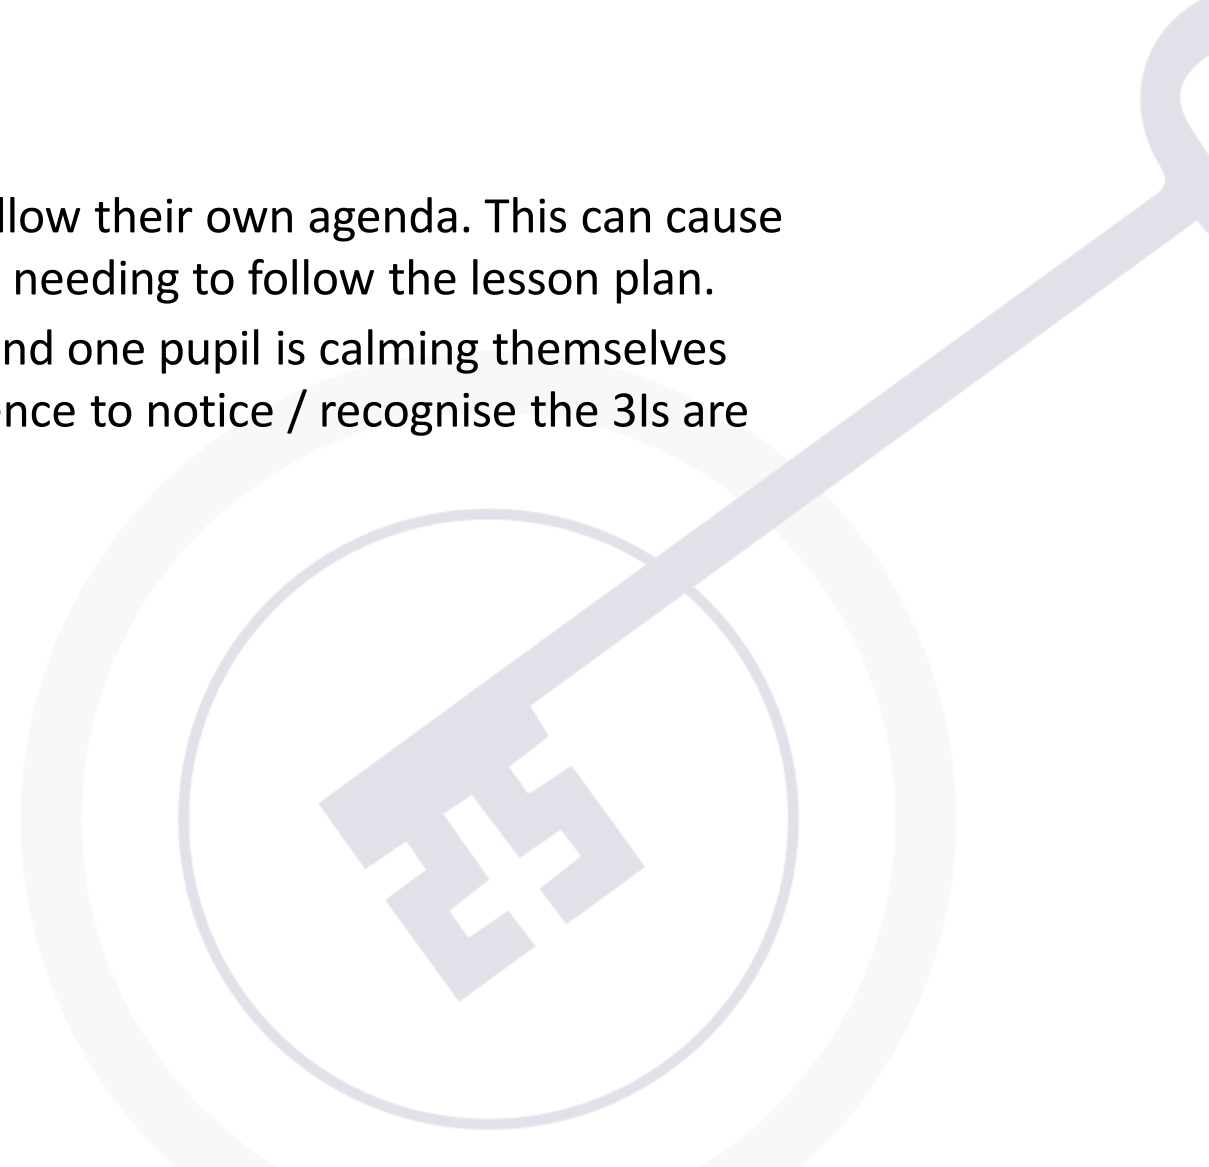 llow their own agenda. This can cause
needing to follow the lesson plan.
nd one pupil is calming themselves
nce to notice / recognise the 3Is are